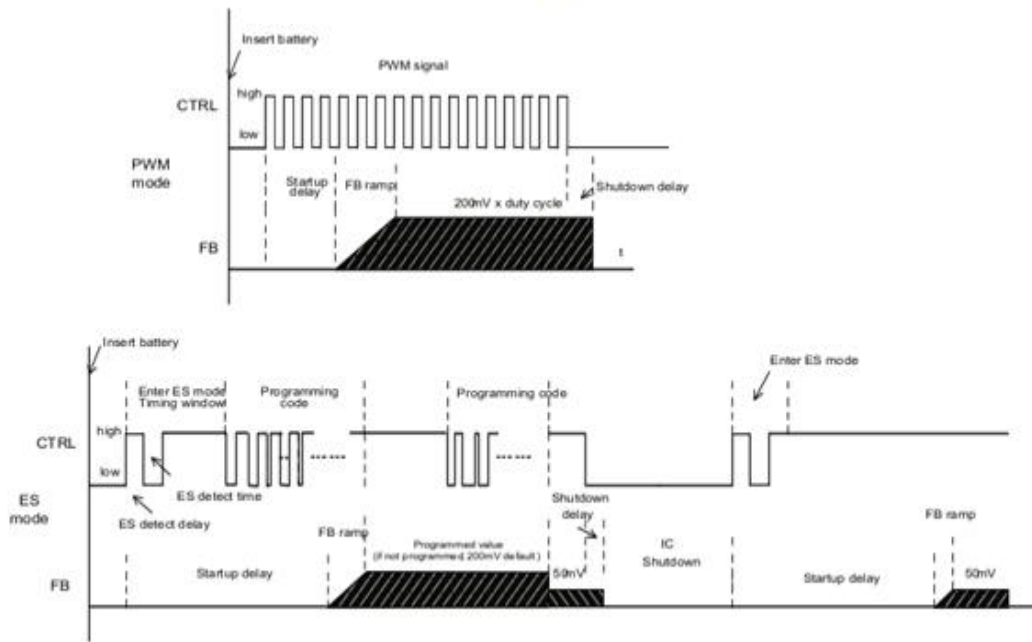 Insert battery
PWM signal
high
CTRL
low
PWM
mode
Startup
delay
FB ramp
Shutdown delay
200mV x duty cycle
FB
t
Insert battery
Enter ES mode
Enter ES mode
Timing window
Programming
code
Programming code
high
CTRL
low
ES detect time
ES
mode
ES detect delay
Shutdown
delay
FB ramp
FB ramp
Programmed value
(if not programmed, 200mV default )
IC
Shutdown
50mV
50mV
Startup delay
Startup delay
FB